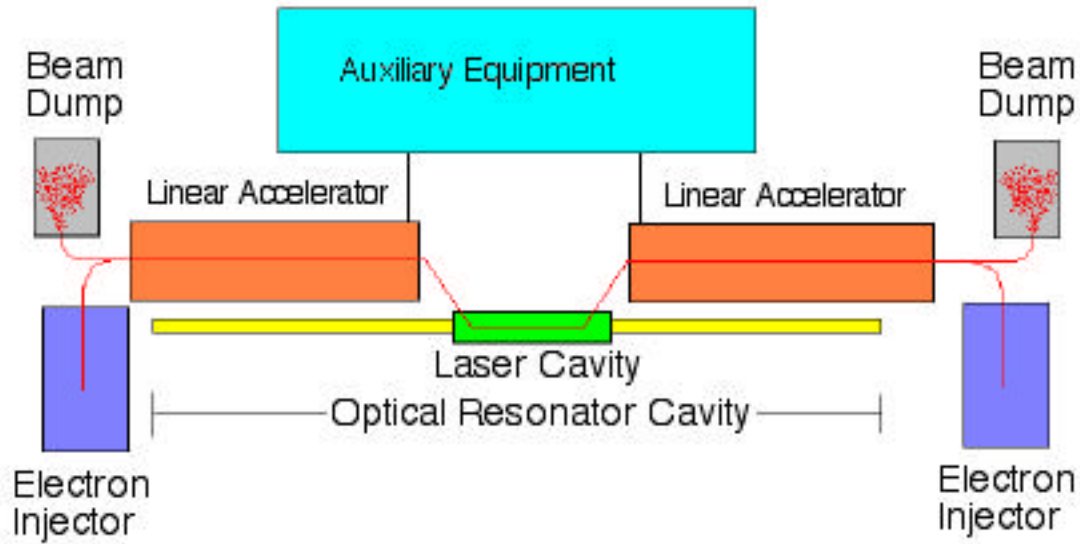 Auxiliary Equipment
Beam
Dump
Beam
Dump
Linear Accelerator
Linear Accelerator
Laser Cavity
Optical Resonator Cavity
Electron
Injector
Electron
Injector